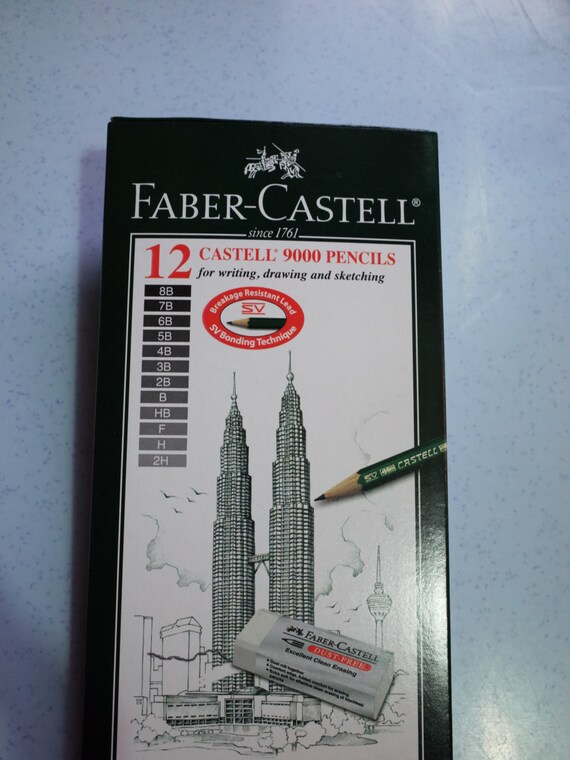 FABER-CASTELL®
since 1761
12 CASTELL® 9000 PENCILS
for writing, drawing and sketching
8B
7B
6B
5B
4B
3B
2B
B
HB
F
H
2H
Breakage Resistant Lead
SV
SV Bonding Technique
SV CASTELL
FABER-CASTELL
DUST-FREE
Excellent Clean Erasing